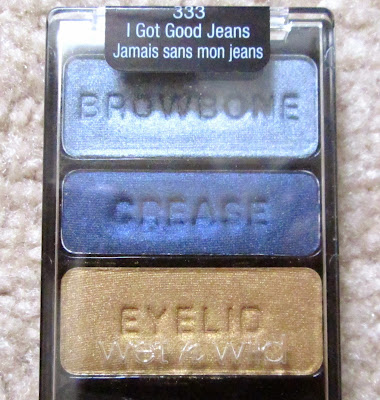 333
I Got Good Jeans
Jamais sans mon jeans
BROWBONE
CREASE
EYELID
wet n wild